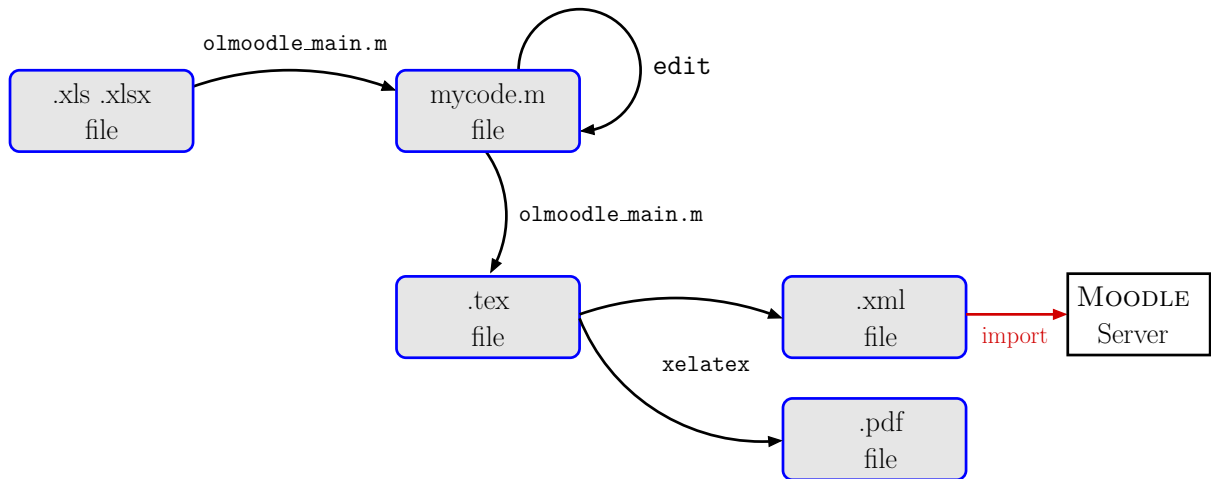 olmoodle_main.m
.xls .xlsx
file
mycode.m
file
edit
olmoodle_main.m
.tex
file
.xml
file
import
MOODLE
Server
xelatex
.pdf
file